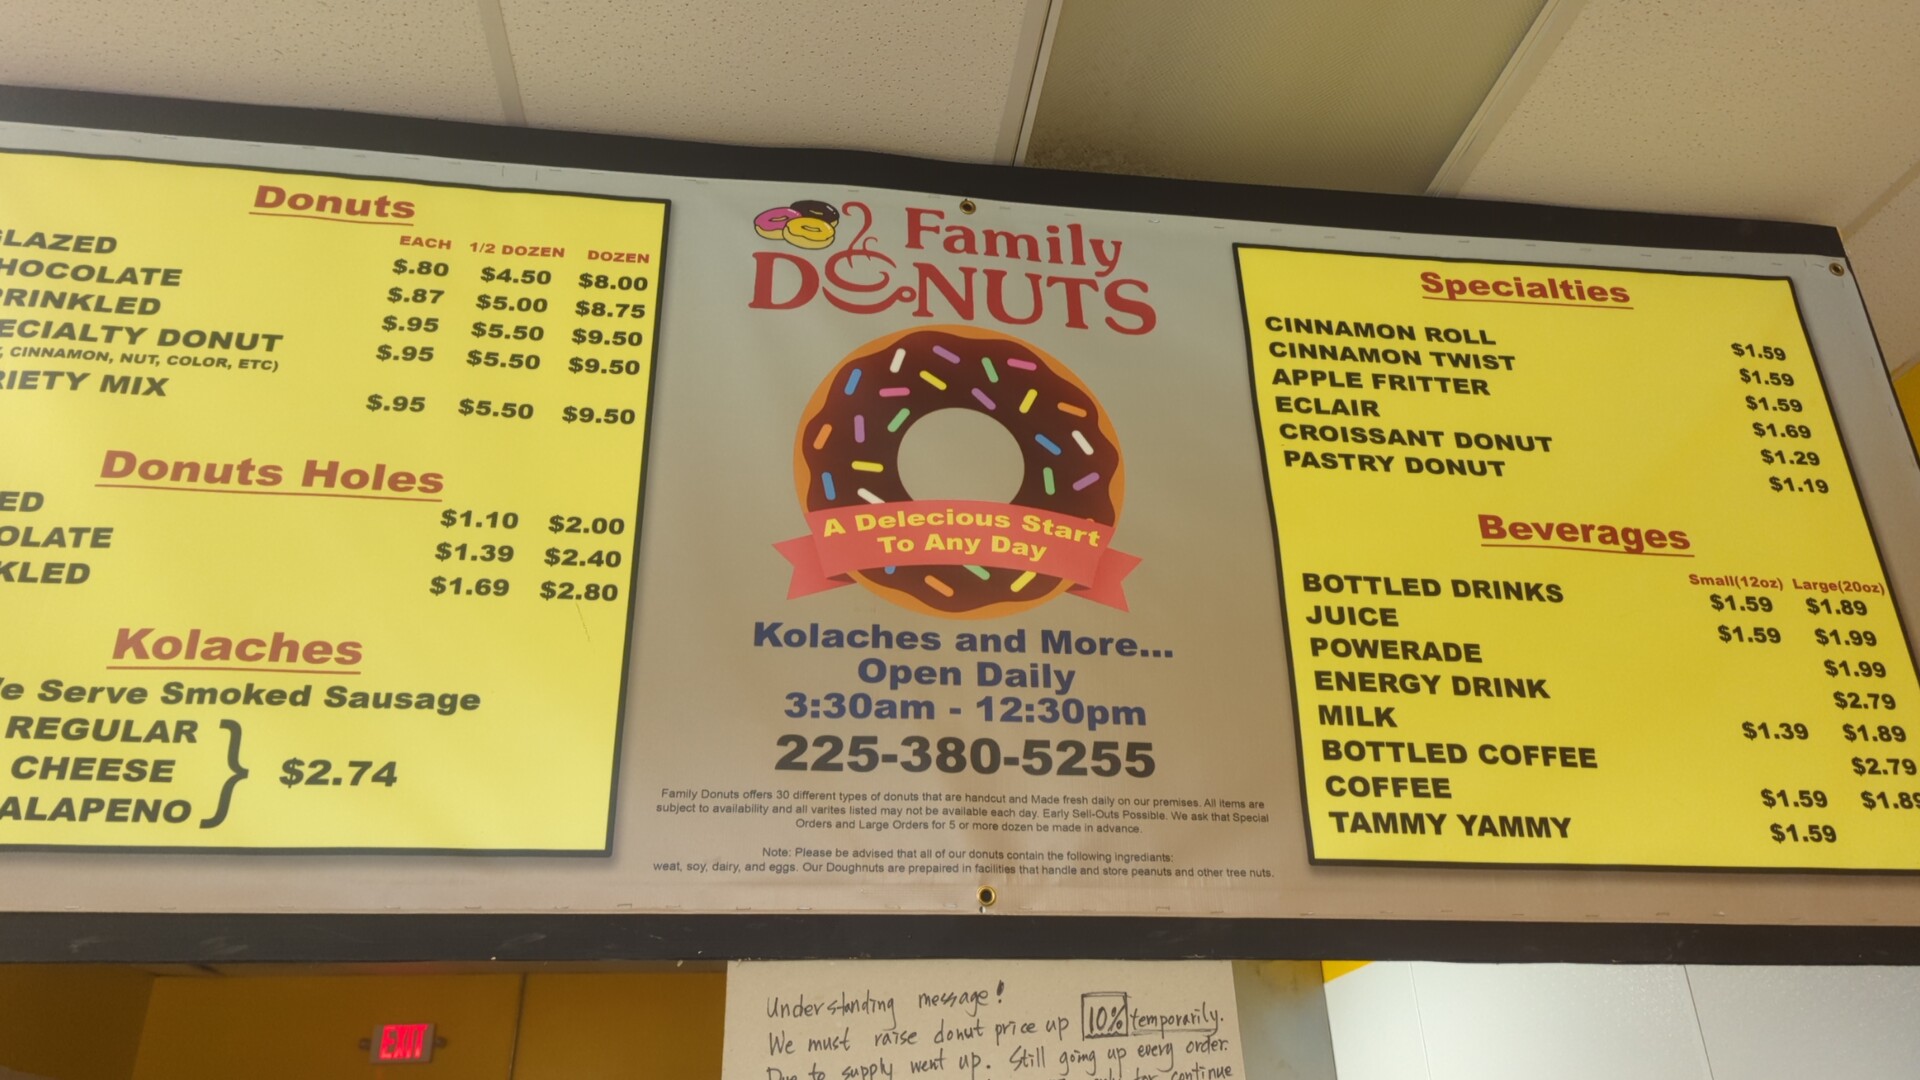 Donuts
EACH 1/2 DOZEN DOZEN
LAZED $.80 $4.50 $8.00
HOCOLATE $.87 $5.00 $8.75
RINKLED $.95 $5.50 $9.50
ECIALTY DONUT $.95 $5.50 $9.50
, CINNAMON, NUT, COLOR, ETC)
RIETY MIX $.95 $5.50 $9.50
Donuts Holes
ED $1.10 $2.00
OLATE $1.39 $2.40
KLED $1.69 $2.80
Kolaches
e Serve Smoked Sausage
REGULAR
CHEESE $2.74
ALAPENO
Family
DONUTS
A Delecious Start
To Any Day
Kolaches and More...
Open Daily
3:30am - 12:30pm
225-380-5255
Family Donuts offers 30 different types of donuts that are handcut and Made fresh daily on our premises. All items are
subject to availability and all varites listed may not be available each day. Early Sell-Outs Possible. We ask that Special
Orders and Large Orders for 5 or more dozen be made in advance.
Note: Please be advised that all of our donuts contain the following ingrediants:
weat, soy, dairy, and eggs. Our Doughnuts are prepaired in facilities that handle and store peanuts and other tree nuts.
Specialties
CINNAMON ROLL $1.59
CINNAMON TWIST $1.59
APPLE FRITTER $1.59
ECLAIR $1.69
CROISSANT DONUT $1.29
PASTRY DONUT $1.19
Beverages
Small(12oz) Large(20oz)
BOTTLED DRINKS $1.59 $1.89
JUICE $1.59 $1.99
POWERADE $1.99
ENERGY DRINK $2.79
MILK $1.39 $1.89
BOTTLED COFFEE $2.79
COFFEE $1.59 $1.89
TAMMY YAMMY $1.59
EXIT
Understanding message!
We must raise donut price up 10% temporarily.
Due to supply went up. Still going up every order.
continue